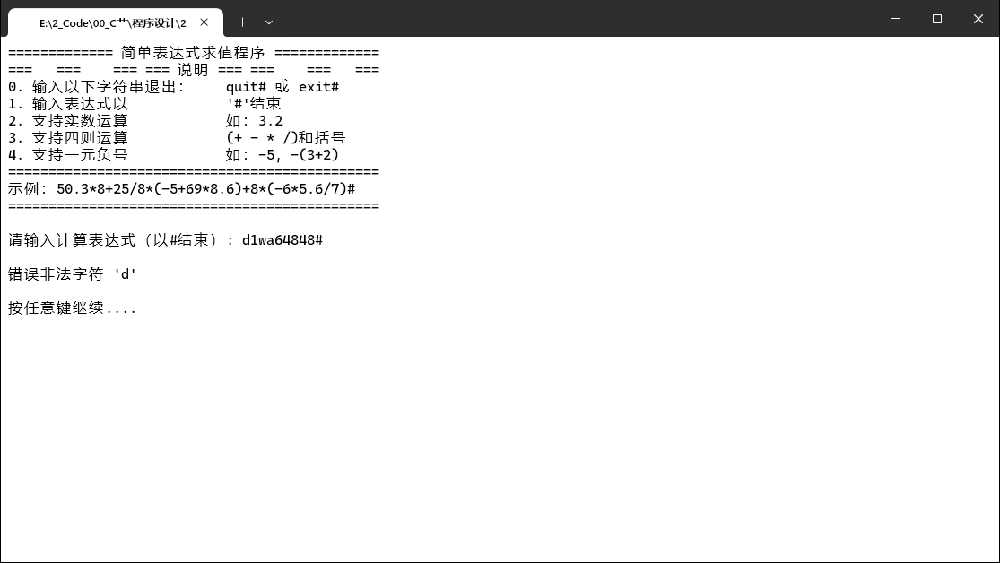 E:\2_Code\00_C艹\程序设计\2
============= 简单表达式求值程序 =============
===   ===    === === 说明 === ===    ===   ===
0. 输入以下字符串退出：    quit# 或 exit#
1. 输入表达式以            '#'结束
2. 支持实数运算            如：3.2
3. 支持四则运算            (+ - * /)和括号
4. 支持一元负号            如：-5, -(3+2)
==============================================
示例：50.3*8+25/8*(-5+69*8.6)+8*(-6*5.6/7)#
==============================================
请输入计算表达式（以#结束）: d1wa64848#
错误非法字符 'd'
按任意键继续....